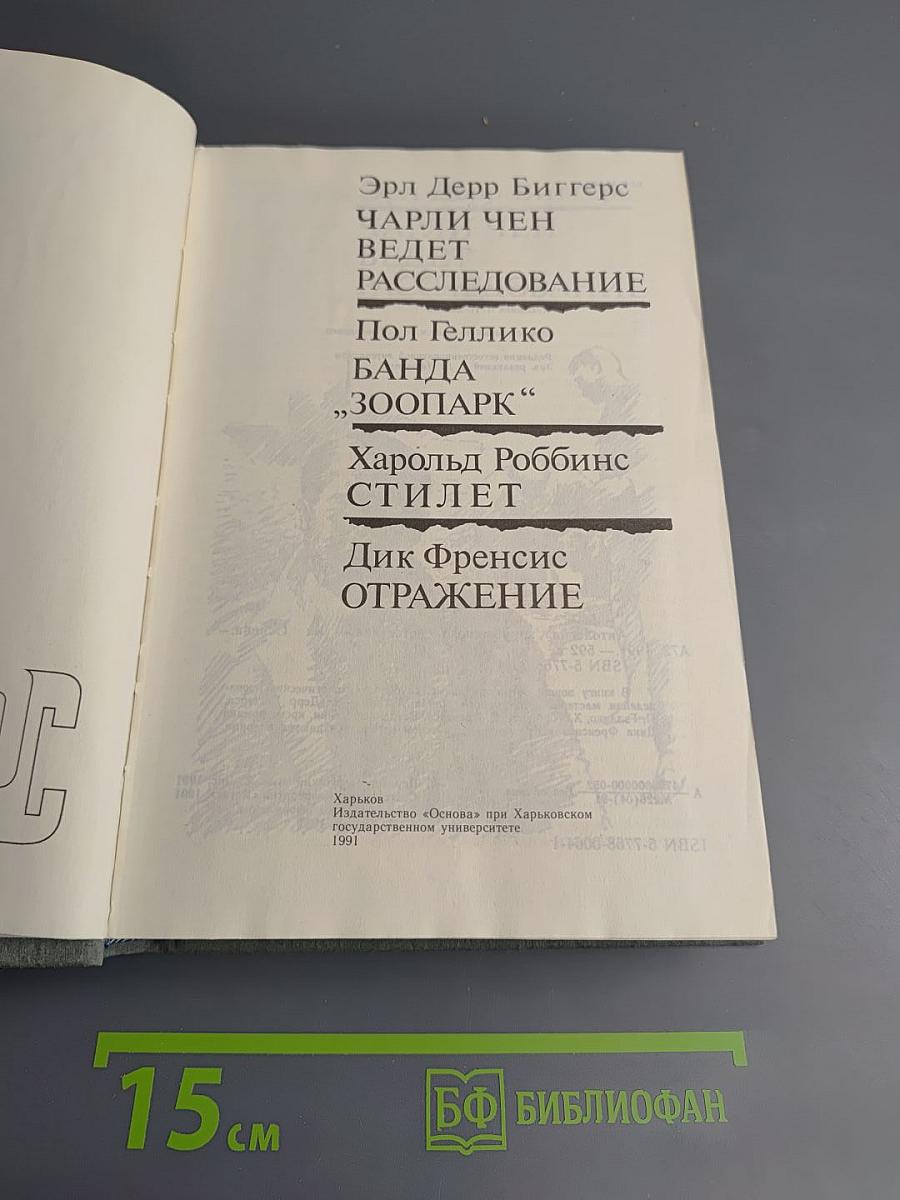 Эрл Дерр Биггерс
ЧАРЛИ ЧЕН
ВЕДЕТ
РАССЛЕДОВАНИЕ
Пол Геллико
БАНДА
„ЗООПАРК“
Харольд Роббинс
СТИЛЕТ
Дик Френсис
ОТРАЖЕНИЕ
Харьков
Издательство «Основа» при Харьковском
государственном университете
1991
15 см
БФ БИБЛИОФАН